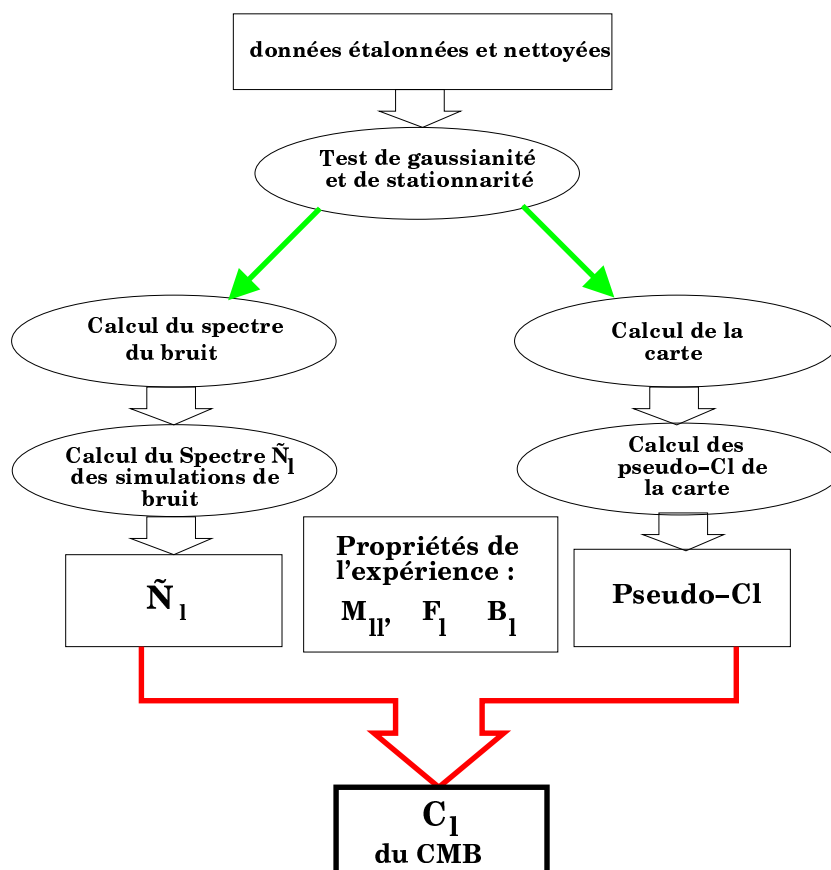 données étalonnées et nettoyées
Test de gaussianité
et de stationnarité
Calcul du spectre
du bruit
Calcul de la
carte
Calcul du Spectre Ñl
des simulations de
bruit
Calcul des
pseudo-Cl de
la carte
Propriétés de
l'expérience :
Mll' Fl Bl
Ñl
Pseudo-Cl
Cl
du CMB